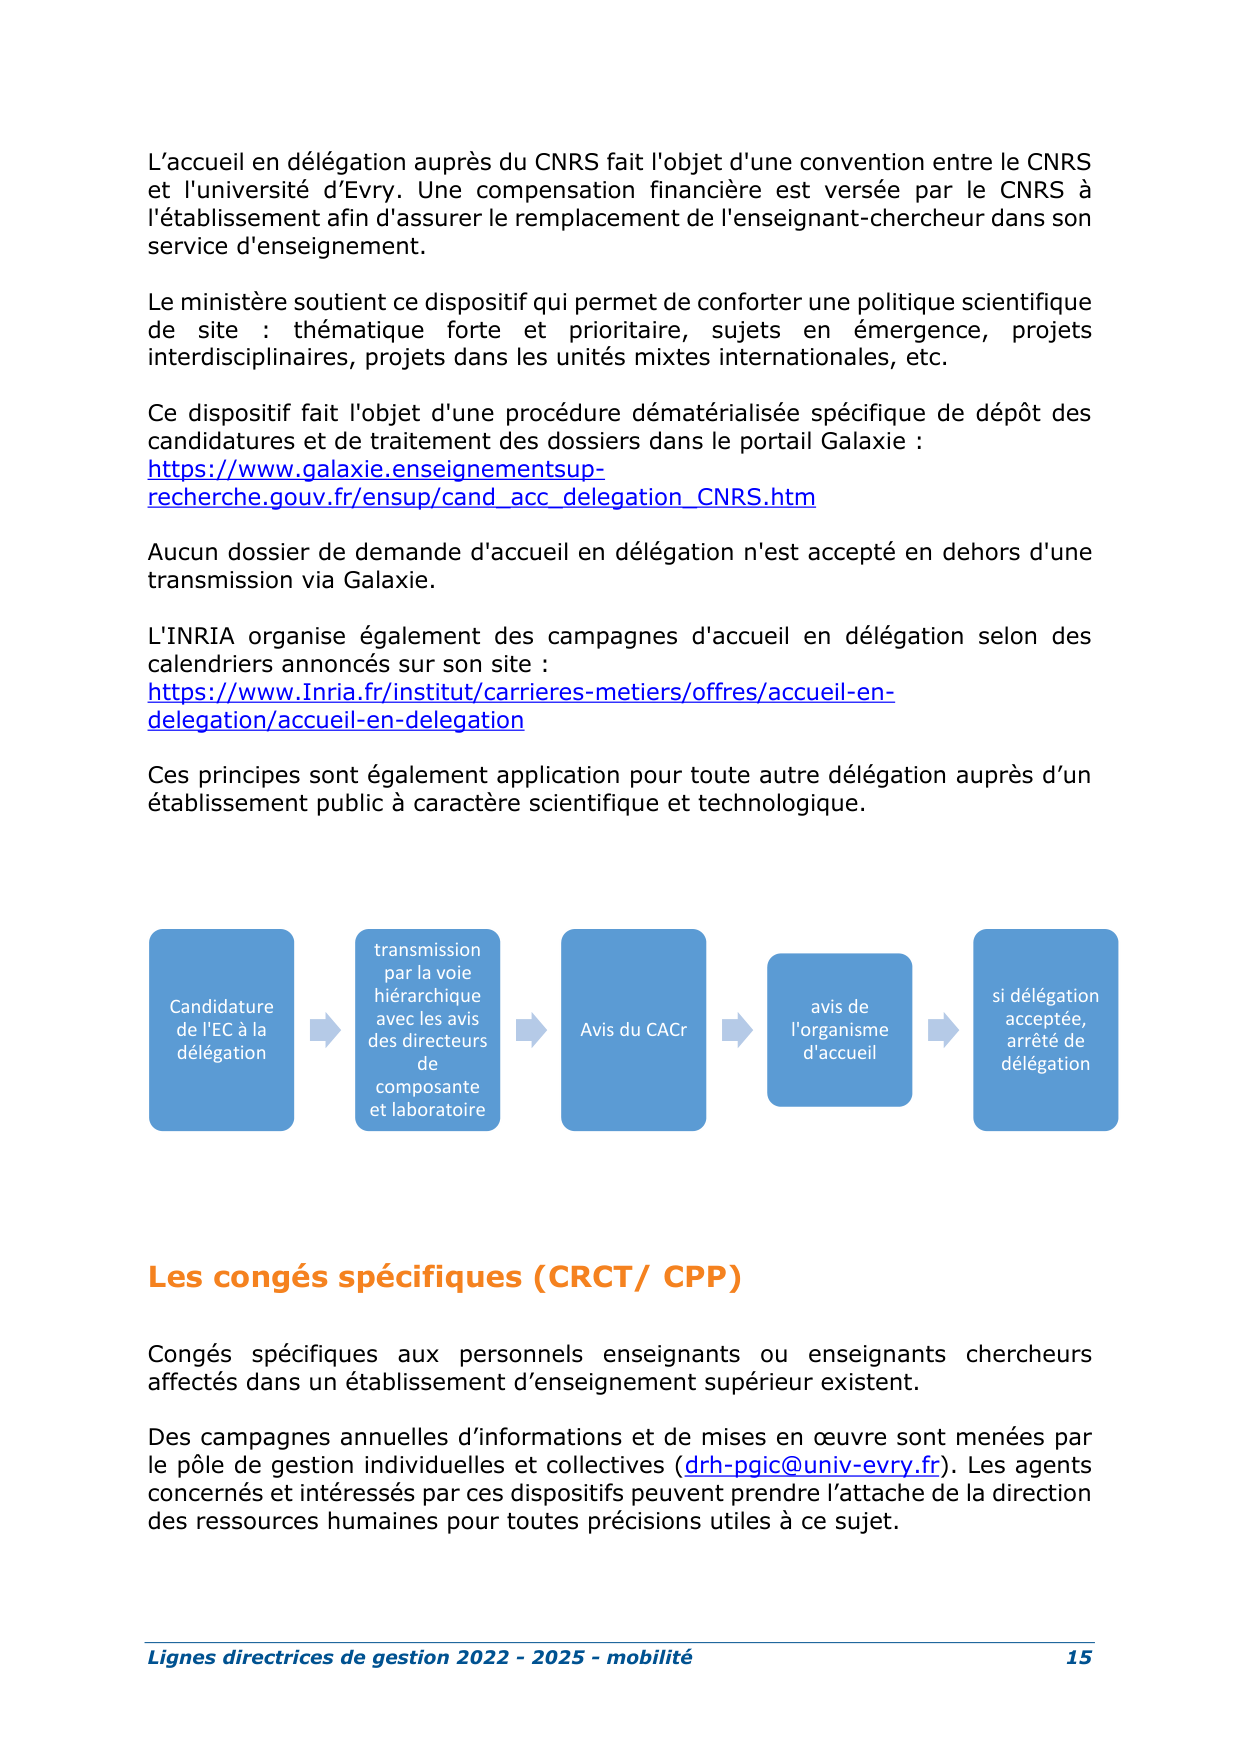 L’accueil en délégation auprès du CNRS fait l'objet d'une convention entre le CNRS
et l'université d’Evry. Une compensation financière est versée par le CNRS à
l'établissement afin d'assurer le remplacement de l'enseignant-chercheur dans son
service d'enseignement.
Le ministère soutient ce dispositif qui permet de conforter une politique scientifique
de site : thématique forte et prioritaire, sujets en émergence, projets
interdisciplinaires, projets dans les unités mixtes internationales, etc.
Ce dispositif fait l'objet d'une procédure dématérialisée spécifique de dépôt des
candidatures et de traitement des dossiers dans le portail Galaxie :
https://www.galaxie.enseignementsup-
recherche.gouv.fr/ensup/cand_acc_delegation_CNRS.htm
Aucun dossier de demande d'accueil en délégation n'est accepté en dehors d'une
transmission via Galaxie.
L'INRIA organise également des campagnes d'accueil en délégation selon des
calendriers annoncés sur son site :
https://www.Inria.fr/institut/carrieres-metiers/offres/accueil-en-
delegation/accueil-en-delegation
Ces principes sont également application pour toute autre délégation auprès d’un
établissement public à caractère scientifique et technologique.
Candidature
de l'EC à la
délégation
transmission
par la voie
hiérarchique
avec les avis
des directeurs
de
composante
et laboratoire
Avis du CACr
avis de
l'organisme
d'accueil
si délégation
acceptée,
arrêté de
délégation
Les congés spécifiques (CRCT/ CPP)
Congés spécifiques aux personnels enseignants ou enseignants chercheurs
affectés dans un établissement d’enseignement supérieur existent.
Des campagnes annuelles d’informations et de mises en œuvre sont menées par
le pôle de gestion individuelles et collectives (drh-pgic@univ-evry.fr). Les agents
concernés et intéressés par ces dispositifs peuvent prendre l’attache de la direction
des ressources humaines pour toutes précisions utiles à ce sujet.
Lignes directrices de gestion 2022 - 2025 - mobilité 15